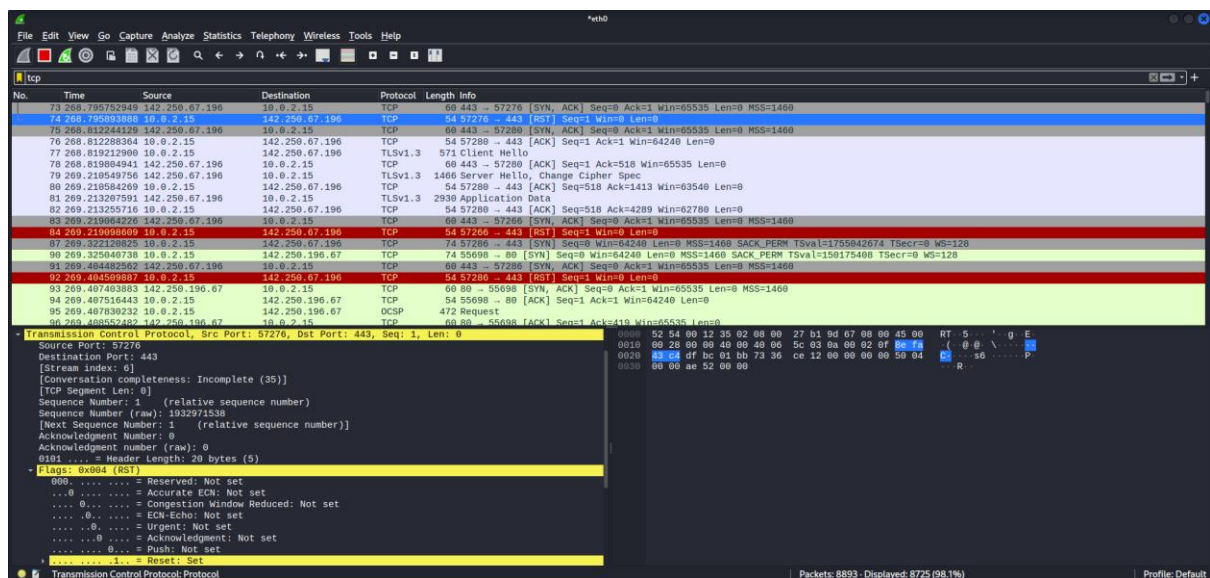 *eth0
File Edit View Go Capture Analyze Statistics Telephony Wireless Tools Help
tcp
No. Time Source Destination Protocol Length Info
73 268.795752949 142.250.67.196 10.0.2.15 TCP 60 443 → 57276 [SYN, ACK] Seq=0 Ack=1 Win=65535 Len=0 MSS=1460
74 268.795893888 10.0.2.15 142.250.67.196 TCP 54 57276 → 443 [RST] Seq=1 Win=0 Len=0
75 268.812244129 142.250.67.196 10.0.2.15 TCP 60 443 → 57280 [SYN, ACK] Seq=0 Ack=1 Win=65535 Len=0 MSS=1460
76 268.812288364 10.0.2.15 142.250.67.196 TCP 54 57280 → 443 [ACK] Seq=1 Ack=1 Win=64240 Len=0
77 268.819212900 10.0.2.15 142.250.67.196 TLSv1.3 571 Client Hello
78 268.819804941 142.250.67.196 10.0.2.15 TCP 60 443 → 57280 [ACK] Seq=1 Ack=518 Win=65535 Len=0
79 269.210549756 142.250.67.196 10.0.2.15 TLSv1.3 1466 Server Hello, Change Cipher Spec
80 269.210584269 10.0.2.15 142.250.67.196 TCP 54 57280 → 443 [ACK] Seq=518 Ack=1413 Win=63540 Len=0
81 269.213207591 142.250.67.196 10.0.2.15 TLSv1.3 2930 Application Data
82 269.213255716 10.0.2.15 142.250.67.196 TCP 54 57280 → 443 [ACK] Seq=518 Ack=4289 Win=62780 Len=0
83 269.219064226 142.250.67.196 10.0.2.15 TCP 60 443 → 57266 [SYN, ACK] Seq=0 Ack=1 Win=65535 Len=0 MSS=1460
84 269.219098609 10.0.2.15 142.250.67.196 TCP 54 57266 → 443 [RST] Seq=1 Win=0 Len=0
87 269.322120825 10.0.2.15 142.250.67.196 TCP 74 57286 → 443 [SYN] Seq=0 Win=64240 Len=0 MSS=1460 SACK_PERM TSval=1755042674 TSecr=0 WS=128
90 269.325040738 10.0.2.15 142.250.196.67 TCP 74 55698 → 80 [SYN] Seq=0 Win=64240 Len=0 MSS=1460 SACK_PERM TSval=150175408 TSecr=0 WS=128
91 269.404482562 142.250.67.196 10.0.2.15 TCP 60 443 → 57286 [SYN, ACK] Seq=0 Ack=1 Win=65535 Len=0 MSS=1460
92 269.404509887 10.0.2.15 142.250.67.196 TCP 54 57286 → 443 [RST] Seq=1 Win=0 Len=0
93 269.407403883 142.250.196.67 10.0.2.15 TCP 60 80 → 55698 [SYN, ACK] Seq=0 Ack=1 Win=65535 Len=0 MSS=1460
94 269.407516443 10.0.2.15 142.250.196.67 TCP 54 55698 → 80 [ACK] Seq=1 Ack=1 Win=64240 Len=0
95 269.407830232 10.0.2.15 142.250.196.67 OCSP 472 Request
96 269.408552482 142.250.196.67 10.0.2.15 TCP 60 80 → 55698 [ACK] Seq=1 Ack=419 Win=65535 Len=0
Transmission Control Protocol, Src Port: 57276, Dst Port: 443, Seq: 1, Len: 0
Source Port: 57276
Destination Port: 443
[Stream index: 6]
[Conversation completeness: Incomplete (35)]
[TCP Segment Len: 0]
Sequence Number: 1 (relative sequence number)
Sequence Number (raw): 1932971538
[Next Sequence Number: 1 (relative sequence number)]
Acknowledgment Number: 0
Acknowledgment number (raw): 0
0101 .... = Header Length: 20 bytes (5)
Flags: 0x004 (RST)
000. .... .... = Reserved: Not set
...0 .... .... = Accurate ECN: Not set
.... 0... .... = Congestion Window Reduced: Not set
.... .0.. .... = ECN-Echo: Not set
.... ..0. .... = Urgent: Not set
.... ...0 .... = Acknowledgment: Not set
.... .... 0... = Push: Not set
.... .... .1.. = Reset: Set
0000 52 54 00 12 35 02 08 00 27 b1 9d 67 08 00 45 00 RT··5···'··g··E·
0010 00 28 00 00 40 00 40 06 5c 03 0a 00 02 0f 8e fa ·(··@·@·\·······
0020 43 c4 df bc 01 bb 73 36 ce 12 00 00 00 00 50 04 C·····s6······P·
0030 00 00 ae 52 00 00 ···R··
Transmission Control Protocol: Protocol
Packets: 8893 · Displayed: 8725 (98.1%)
Profile: Default